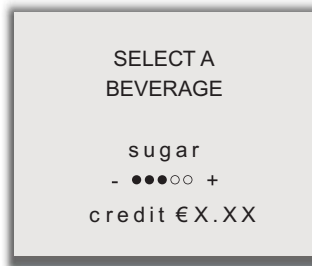 SELECT A
BEVERAGE
sugar
- ●●●○○ +
credit €X.XX